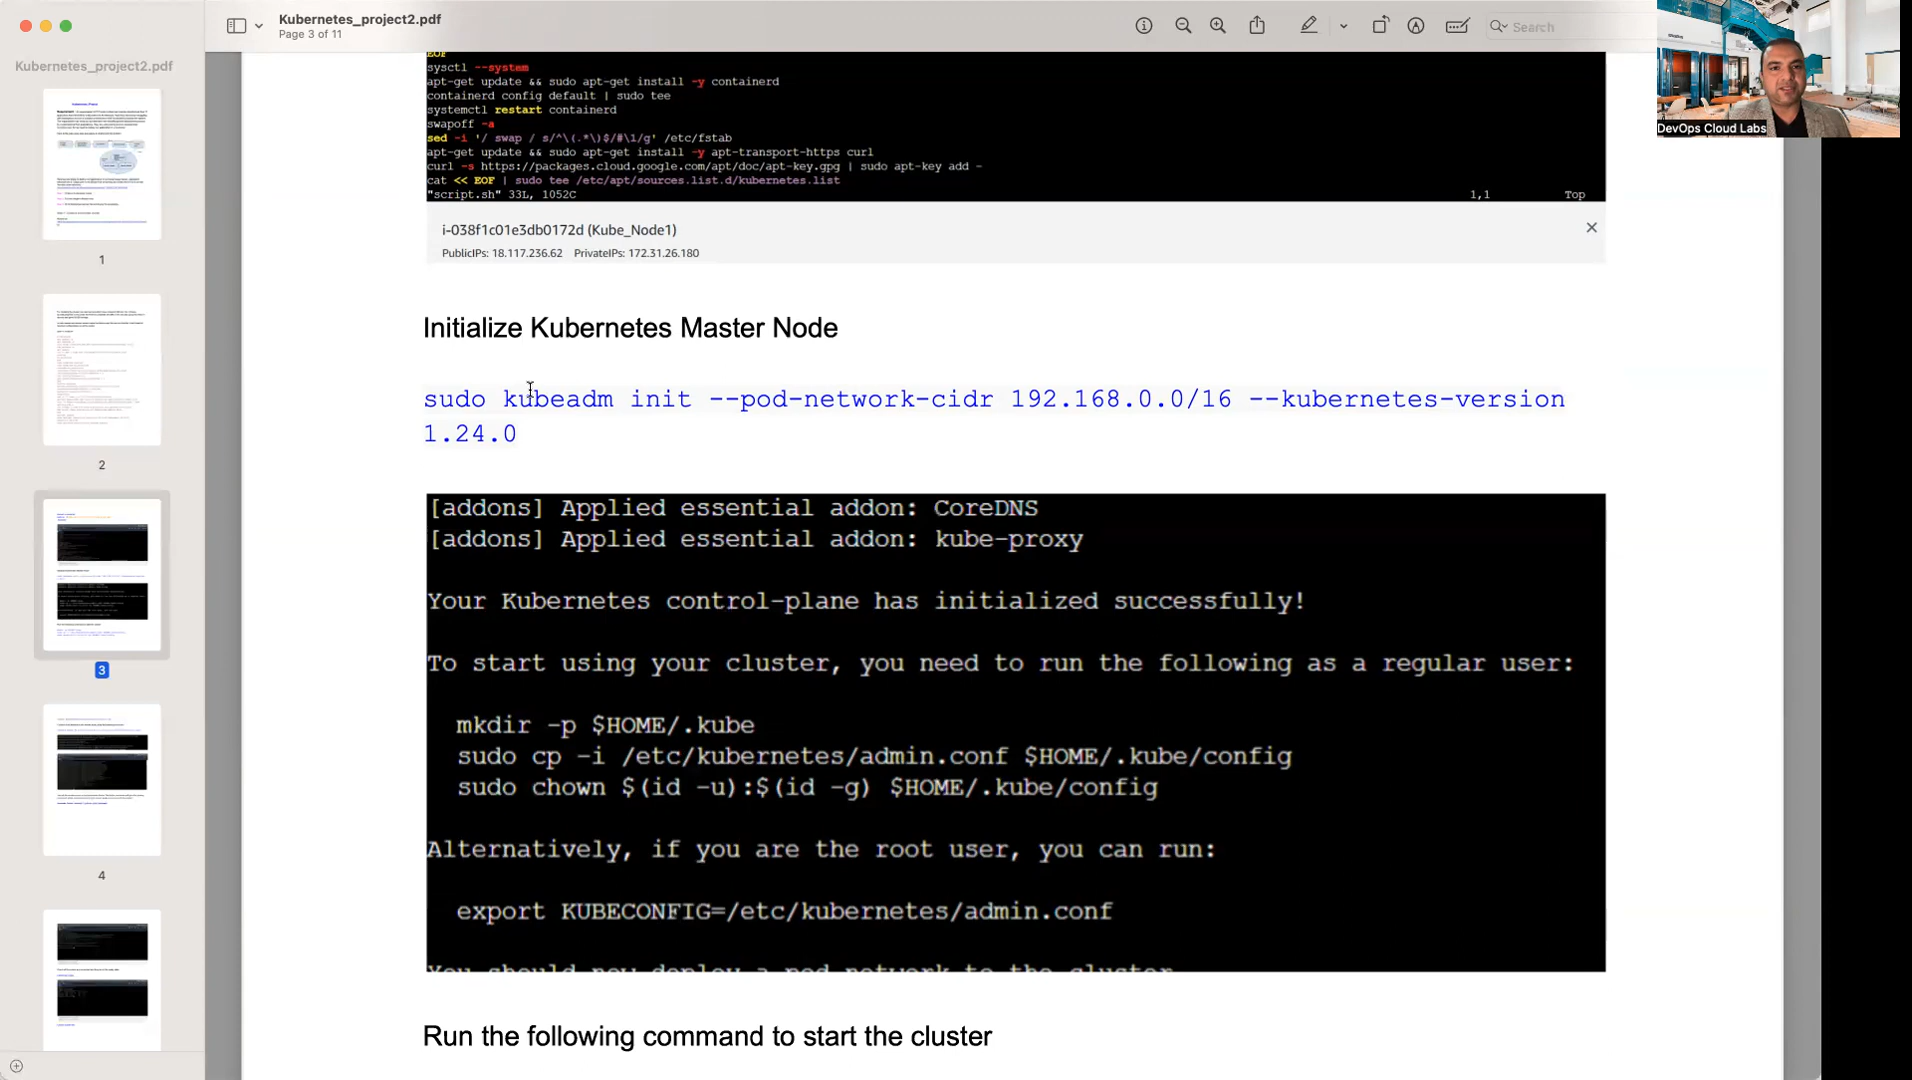 Kubernetes_project2.pdf
Page 3 of 11
Search
Kubernetes_project2.pdf
DevOps Cloud Labs
1
2
3
4
EOF
sysctl --system
apt-get update && sudo apt-get install -y containerd
containerd config default | sudo tee
systemctl restart containerd
swapoff -a
sed -i '/ swap / s/^\(.*\)$/#\1/g' /etc/fstab
apt-get update && sudo apt-get install -y apt-transport-https curl
curl -s https://packages.cloud.google.com/apt/doc/apt-key.gpg | sudo apt-key add -
cat << EOF | sudo tee /etc/apt/sources.list.d/kubernetes.list
"script.sh" 33L, 1052C 1,1 Top
i-038f1c01e3db0172d (Kube_Node1)
PublicIPs: 18.117.236.62 PrivateIPs: 172.31.26.180
Initialize Kubernetes Master Node
sudo kubeadm init --pod-network-cidr 192.168.0.0/16 --kubernetes-version
1.24.0
[addons] Applied essential addon: CoreDNS
[addons] Applied essential addon: kube-proxy
Your Kubernetes control-plane has initialized successfully!
To start using your cluster, you need to run the following as a regular user:
mkdir -p $HOME/.kube
sudo cp -i /etc/kubernetes/admin.conf $HOME/.kube/config
sudo chown $(id -u):$(id -g) $HOME/.kube/config
Alternatively, if you are the root user, you can run:
export KUBECONFIG=/etc/kubernetes/admin.conf
You should now deploy a pod network to the cluster.
Run the following command to start the cluster